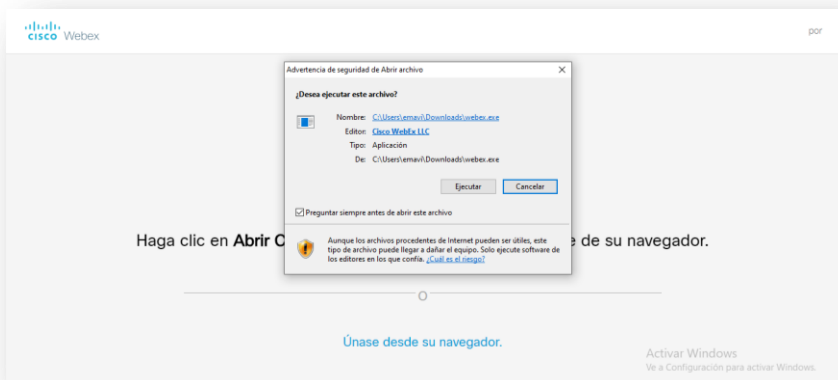 CISCO Webex
por
Advertencia de seguridad de Abrir archivo
¿Desea ejecutar este archivo?
Nombre: C:\Users\emavi\Downloads\webex.exe
Editor: Cisco WebEx LLC
Tipo: Aplicación
De: C:\Users\emavi\Downloads\webex.exe
Ejecutar Cancelar
Preguntar siempre antes de abrir este archivo
Aunque los archivos procedentes de Internet pueden ser útiles, este
tipo de archivo puede llegar a dañar el equipo. Solo ejecute software de
los editores en los que confía. ¿Cuál es el riesgo?
Haga clic en Abrir C de su navegador.
O
Únase desde su navegador.
Activar Windows
Ve a Configuración para activar Windows.